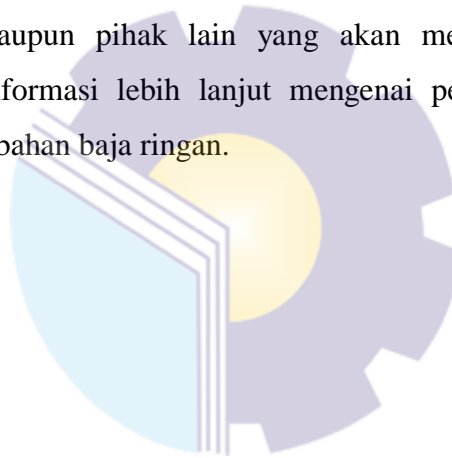 aupun pihak lain yang akan me
formasi lebih lanjut mengenai pe
bahan baja ringan.